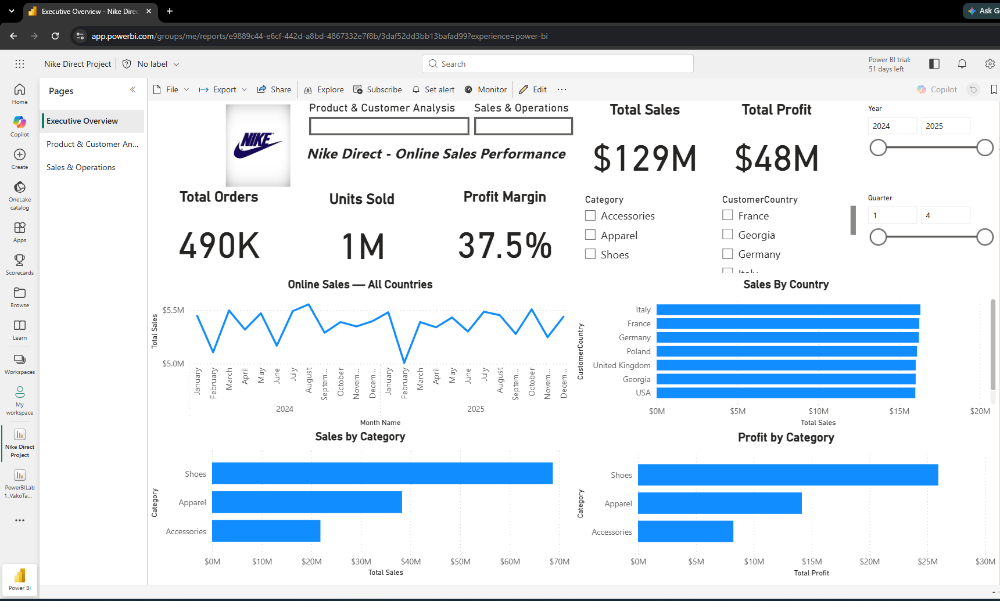 Executive Overview - Nike Direc
Ask G
app.powerbi.com/groups/me/reports/e9889c44-e6cf-442d-a8bd-4867332e7f8b/3daf52dd3bb13bafad99?experience=power-bi
Nike Direct Project
No label
Search
Power BI trial:
51 days left
Home
Copilot
Create
OneLake
catalog
Apps
Scorecards
Browse
Learn
Workspaces
My
workspace
Nike Direct
Project
PowerBILab
1_VakoTa...
Power BI
Pages
Executive Overview
Product & Customer An...
Sales & Operations
File
Export
Share
Explore
Subscribe
Set alert
Monitor
Edit
Copilot
NIKE
Product & Customer Analysis
Sales & Operations
Nike Direct - Online Sales Performance
Total Sales
$129M
Total Profit
$48M
Year
2024
2025
Total Orders
490K
Units Sold
1M
Profit Margin
37.5%
Category
Accessories
Apparel
Shoes
CustomerCountry
France
Georgia
Germany
Italy
Quarter
1
4
Online Sales — All Countries
Total Sales
$5.5M
$5.0M
January
February
March
April
May
June
July
August
Septem...
October
Novem...
Decem...
January
February
March
April
May
June
July
August
Septem...
October
Novem...
Decem...
2024
2025
Month Name
Sales By Country
CustomerCountry
Italy
France
Germany
Poland
United Kingdom
Georgia
USA
$0M
$5M
$10M
$15M
$20M
Total Sales
Sales by Category
Category
Shoes
Apparel
Accessories
$0M
$10M
$20M
$30M
$40M
$50M
$60M
$70M
Total Sales
Profit by Category
Category
Shoes
Apparel
Accessories
$0M
$5M
$10M
$15M
$20M
$25M
$30M
Total Profit